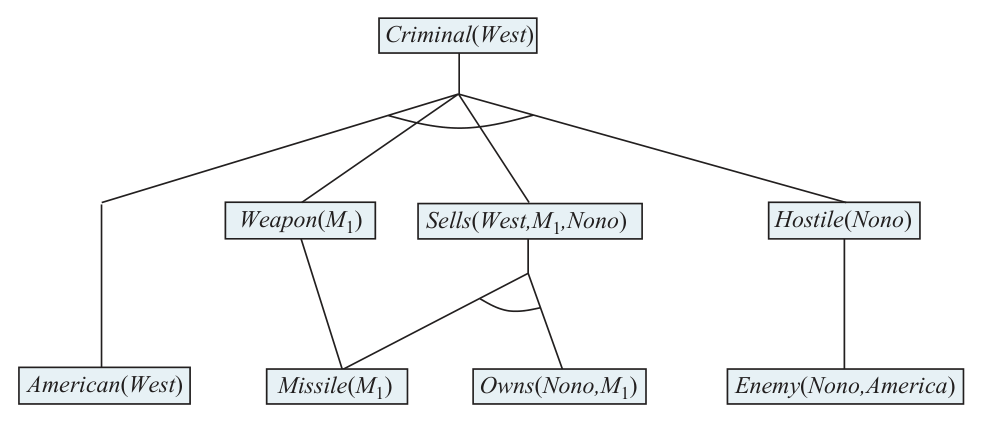 Criminal(West)
Weapon(M₁)
Sells(West,M₁,Nono)
Hostile(Nono)
American(West)
Missile(M₁)
Owns(Nono,M₁)
Enemy(Nono,America)